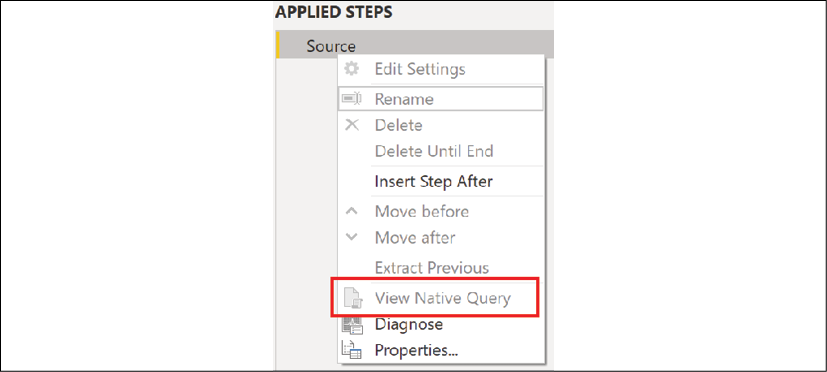 APPLIED STEPS
Source
Edit Settings
Rename
Delete
Delete Until End
Insert Step After
Move before
Move after
Extract Previous
View Native Query
Diagnose
Properties...